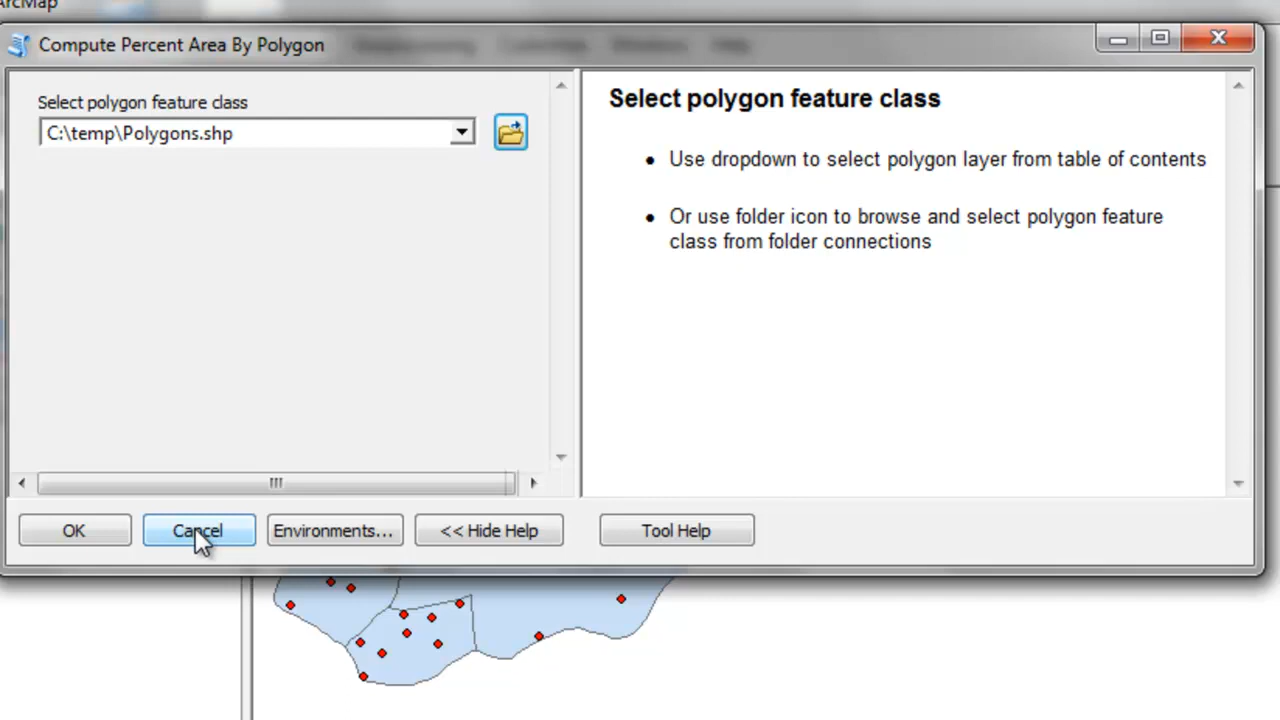 ArcMap
Compute Percent Area By Polygon
Select polygon feature class
C:\temp\Polygons.shp
Select polygon feature class
Use dropdown to select polygon layer from table of contents
Or use folder icon to browse and select polygon feature
class from folder connections
OK
Cancel
Environments...
<< Hide Help
Tool Help